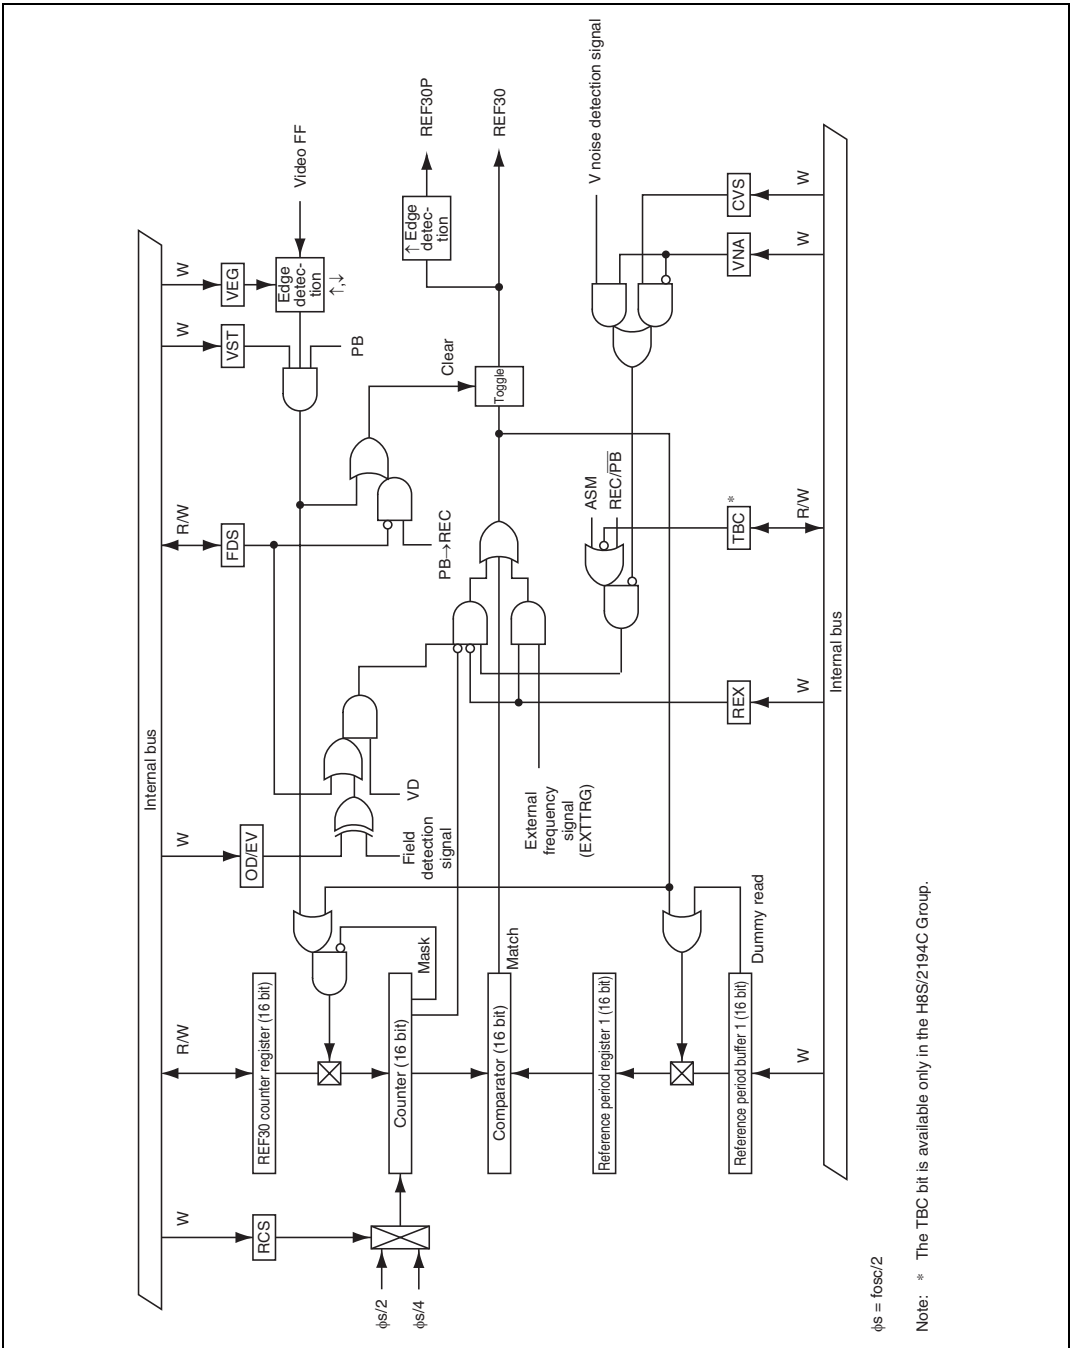 Internal bus
W
RCS
R/W
REF30 counter register (16 bit)
W
OD/EV
R/W
FDS
W
VST
W
VEG
Video FF
Edge
detec-
tion
↑,→
PB
φs/2
φs/4
Counter (16 bit)
Mask
Field
detection
signal
VD
PB→REC
Clear
Toggle
↑ Edge
detec-
tion
REF30P
REF30
Comparator (16 bit)
Match
External
frequency
signal
(EXTTRG)
ASM
REC/PB
V noise detection signal
Reference period register 1 (16 bit)
Reference period buffer 1 (16 bit)
Dummy read
REX
TBC
*
VNA
CVS
W
W
R/W
W
W
Internal bus
φs = fosc/2
Note: * The TBC bit is available only in the H8S/2194C Group.